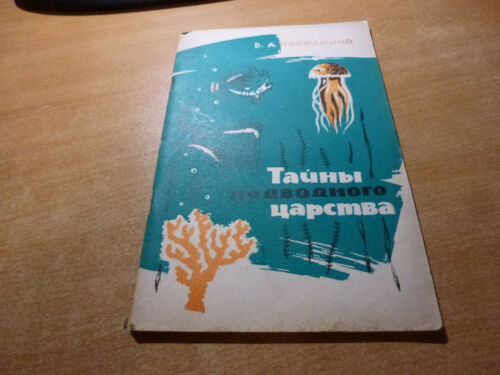 В. А.
Тайны
подводного
царства